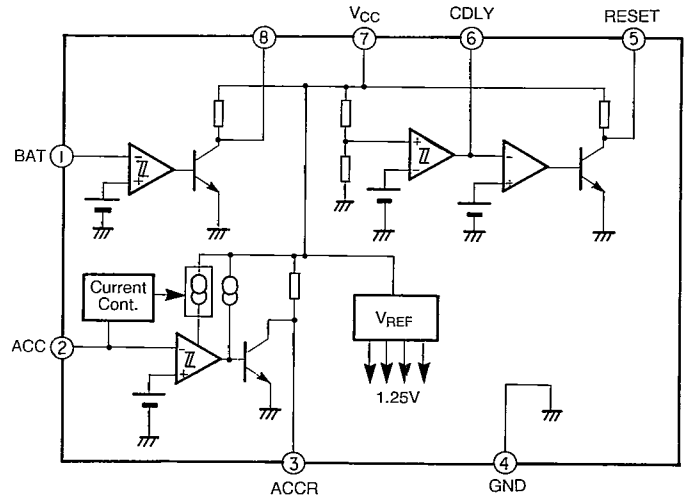 VCC CDLY RESET
8 7 6 5
BAT 1
- +
+ -
- +
Current
Cont.
VREF
ACC 2
- +
1.25V
3 4
ACCR GND